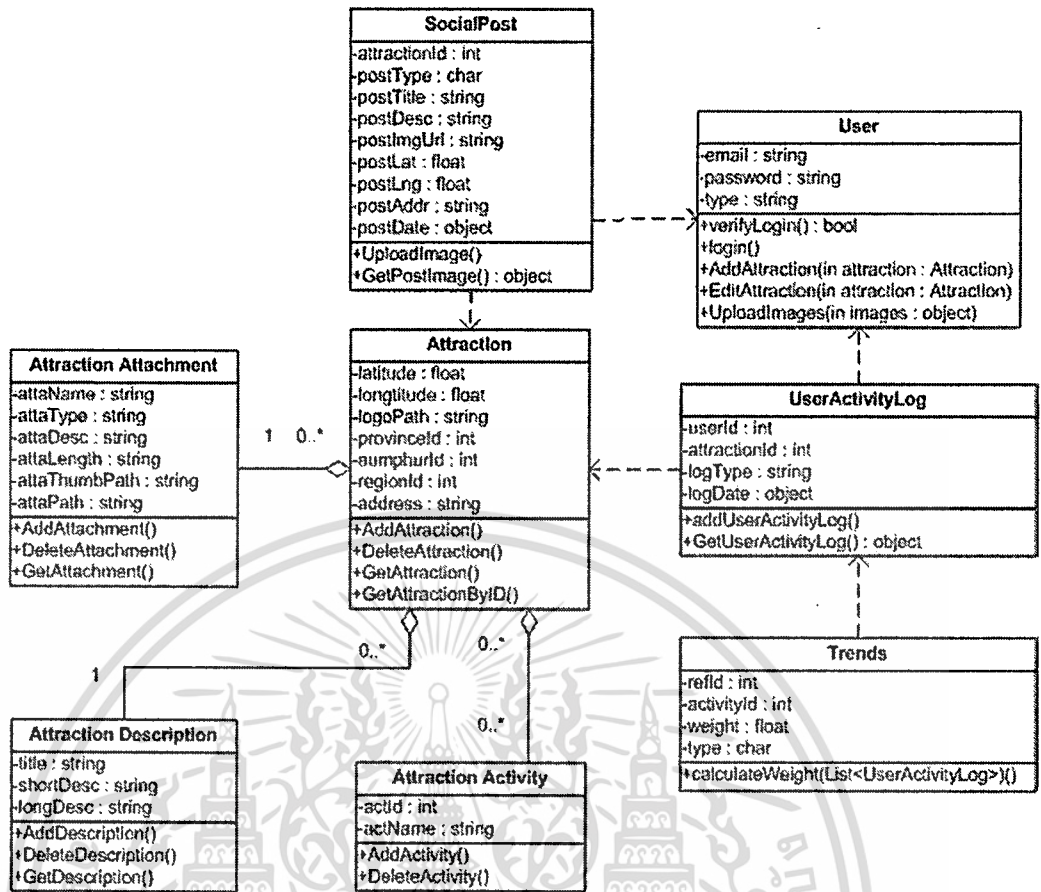 SocialPost
-attractionId : int
-postType : char
-postTitle : string
-postDesc : string
-postImgUrl : string
-postLat : float
-postLng : float
-postAddr : string
-postDate : object
+UploadImage()
+GetPostImage() : object
User
-email : string
-password : string
-type : string
+verifyLogin() : bool
+login()
+AddAttraction(in attraction : Attraction)
+EditAttraction(in attraction : Attraction)
+UploadImages(in images : object)
Attraction Attachment
-attaName : string
-attaType : string
-attaDesc : string
-attaLength : string
-attaThumbPath : string
-attaPath : string
+AddAttachment()
+DeleteAttachment()
+GetAttachment()
1 0..*
Attraction
-latitude : float
-longtitude : float
-logoPath : string
-provinceId : int
-aumphurId : int
-regionId : int
-address : string
+AddAttraction()
+DeleteAttraction()
+GetAttraction()
+GetAttractionByID()
UserActivityLog
-userId : int
-attractionId : int
-logType : string
-logDate : object
+addUserActivityLog()
+GetUserActivityLog() : object
0..*
0..*
1
0..*
Trends
-refId : int
-activityId : int
-weight : float
-type : char
+calculateWeight(List<UserActivityLog>)()
Attraction Description
-title : string
-shortDesc : string
-longDesc : string
+AddDescription()
+DeleteDescription()
+GetDescription()
Attraction Activity
-actId : int
-actName : string
+AddActivity()
+DeleteActivity()